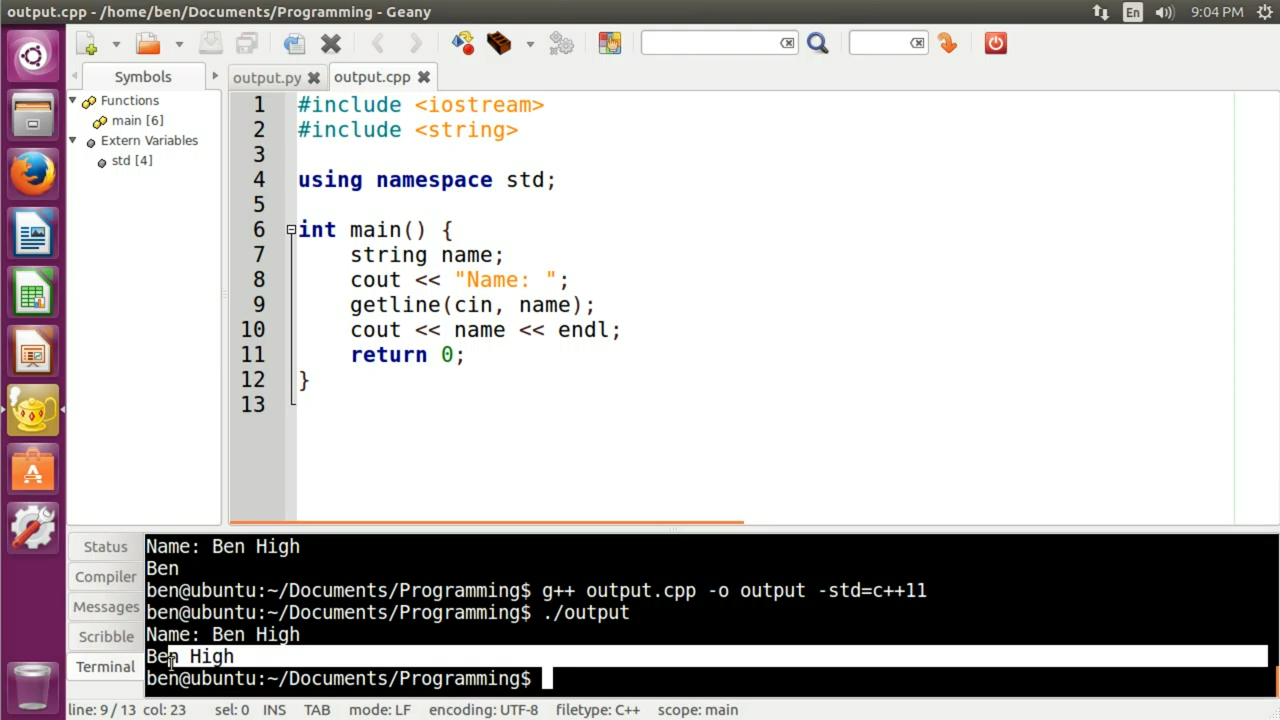 output.cpp - /home/ben/Documents/Programming - Geany
En
9:04 PM
Symbols
output.py
output.cpp
Functions
main [6]
Extern Variables
std [4]
1 #include <iostream>
2 #include <string>
3
4 using namespace std;
5
6 int main() {
7 string name;
8 cout << "Name: ";
9 getline(cin, name);
10 cout << name << endl;
11 return 0;
12 }
13
Status
Compiler
Messages
Scribble
Terminal
Name: Ben High
Ben
ben@ubuntu:~/Documents/Programming$ g++ output.cpp -o output -std=c++11
ben@ubuntu:~/Documents/Programming$ ./output
Name: Ben High
Ben High
ben@ubuntu:~/Documents/Programming$
line: 9 / 13 col: 23 sel: 0 INS TAB mode: LF encoding: UTF-8 filetype: C++ scope: main